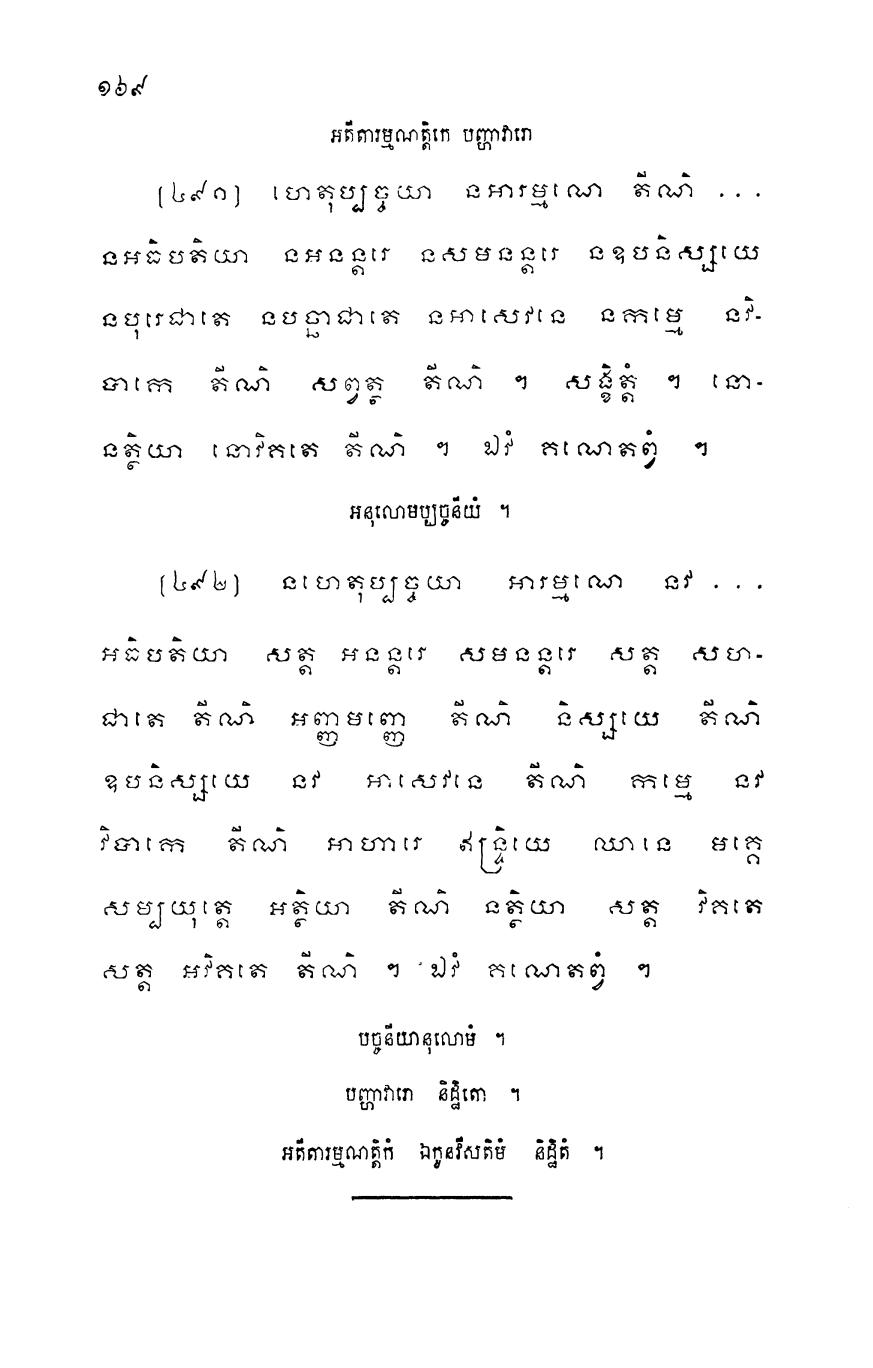 ១៦៩
អតីតារម្មណត្តិកេ បញ្ហាវារោ
(៤៩១) ហេតុប្បច្ចយា នអារម្មណេ តីណិ ...
នអធិបតិយា នអនន្តរេ នសមនន្តរេ នឧបនិស្សយេ
នបុរេជាតេ នបច្ឆាជាតេ នអាសេវនេ នកម្មេ នវិ-
បាកេ តីណិ សព្វត្ថ តីណិ ។ សង្ខិត្តំ ។ នោ-
នត្ថិយា នោវិគតេ តីណិ ។ ឯវំ គណេតព្វំ ។
អនុលោមប្បច្ចនីយំ ។
(៤៩២) នហេតុប្បច្ចយា អារម្មណេ នវ ...
អធិបតិយា សត្ត អនន្តរេ សមនន្តរេ សត្ត សហ-
ជាតេ តីណិ អញ្ញមញ្ញេ តីណិ និស្សយេ តីណិ
ឧបនិស្សយេ នវ អាសេវនេ តីណិ កម្មេ នវ
វិបាកេ តីណិ អាហារេ ឥន្ទ្រិយេ ឈានេ មគ្គេ
សម្បយុត្តេ អត្ថិយា តីណិ នត្ថិយា សត្ត វិគតេ
សត្ត អវិគតេ តីណិ ។ ឯវំ គណេតព្វំ ។
បច្ចនីយានុលោមំ ។
បញ្ហាវារោ និដ្ឋិតោ ។
អតីតារម្មណត្តិកំ ឯកូនវីសតិមំ និដ្ឋិតំ ។